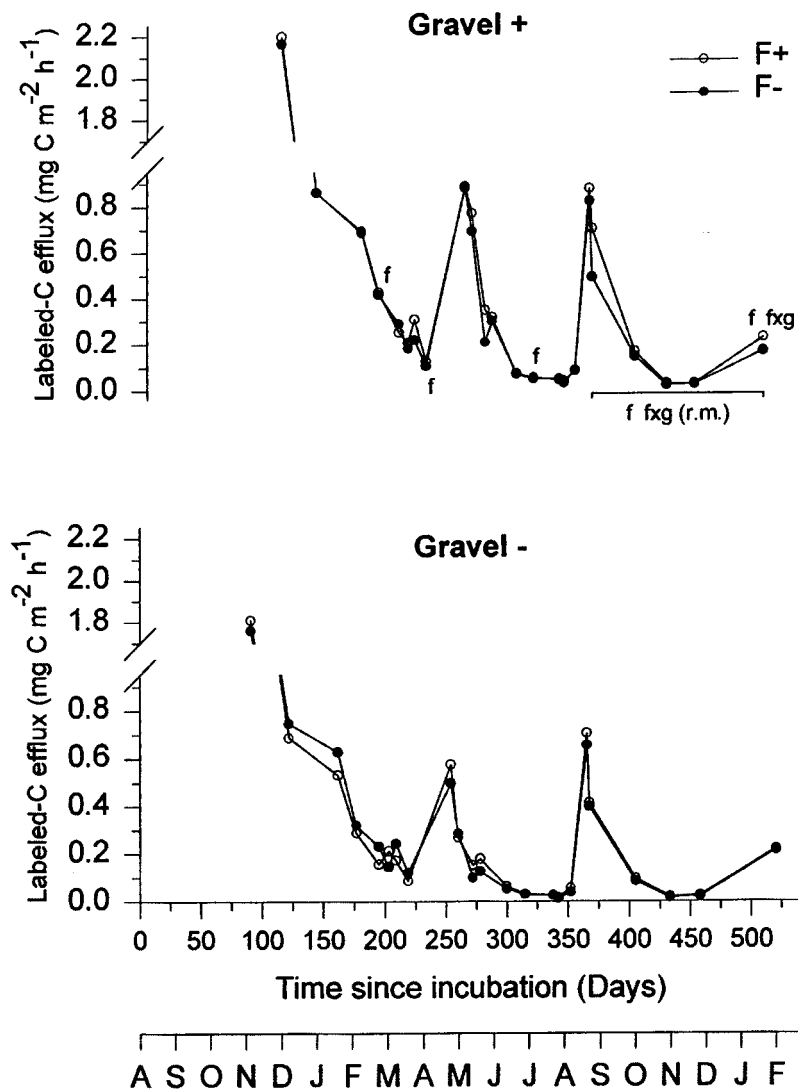 Gravel +
F+
F-
Labeled-C efflux (mg C m⁻² h⁻¹)
2.2
2.0
1.8
0.8
0.6
0.4
0.2
0.0
f
f
f
f fxg
f fxg (r.m.)
Gravel -
Labeled-C efflux (mg C m⁻² h⁻¹)
2.2
2.0
1.8
0.8
0.6
0.4
0.2
0.0
0 50 100 150 200 250 300 350 400 450 500
Time since incubation (Days)
A S O N D J F M A M J J A S O N D J F